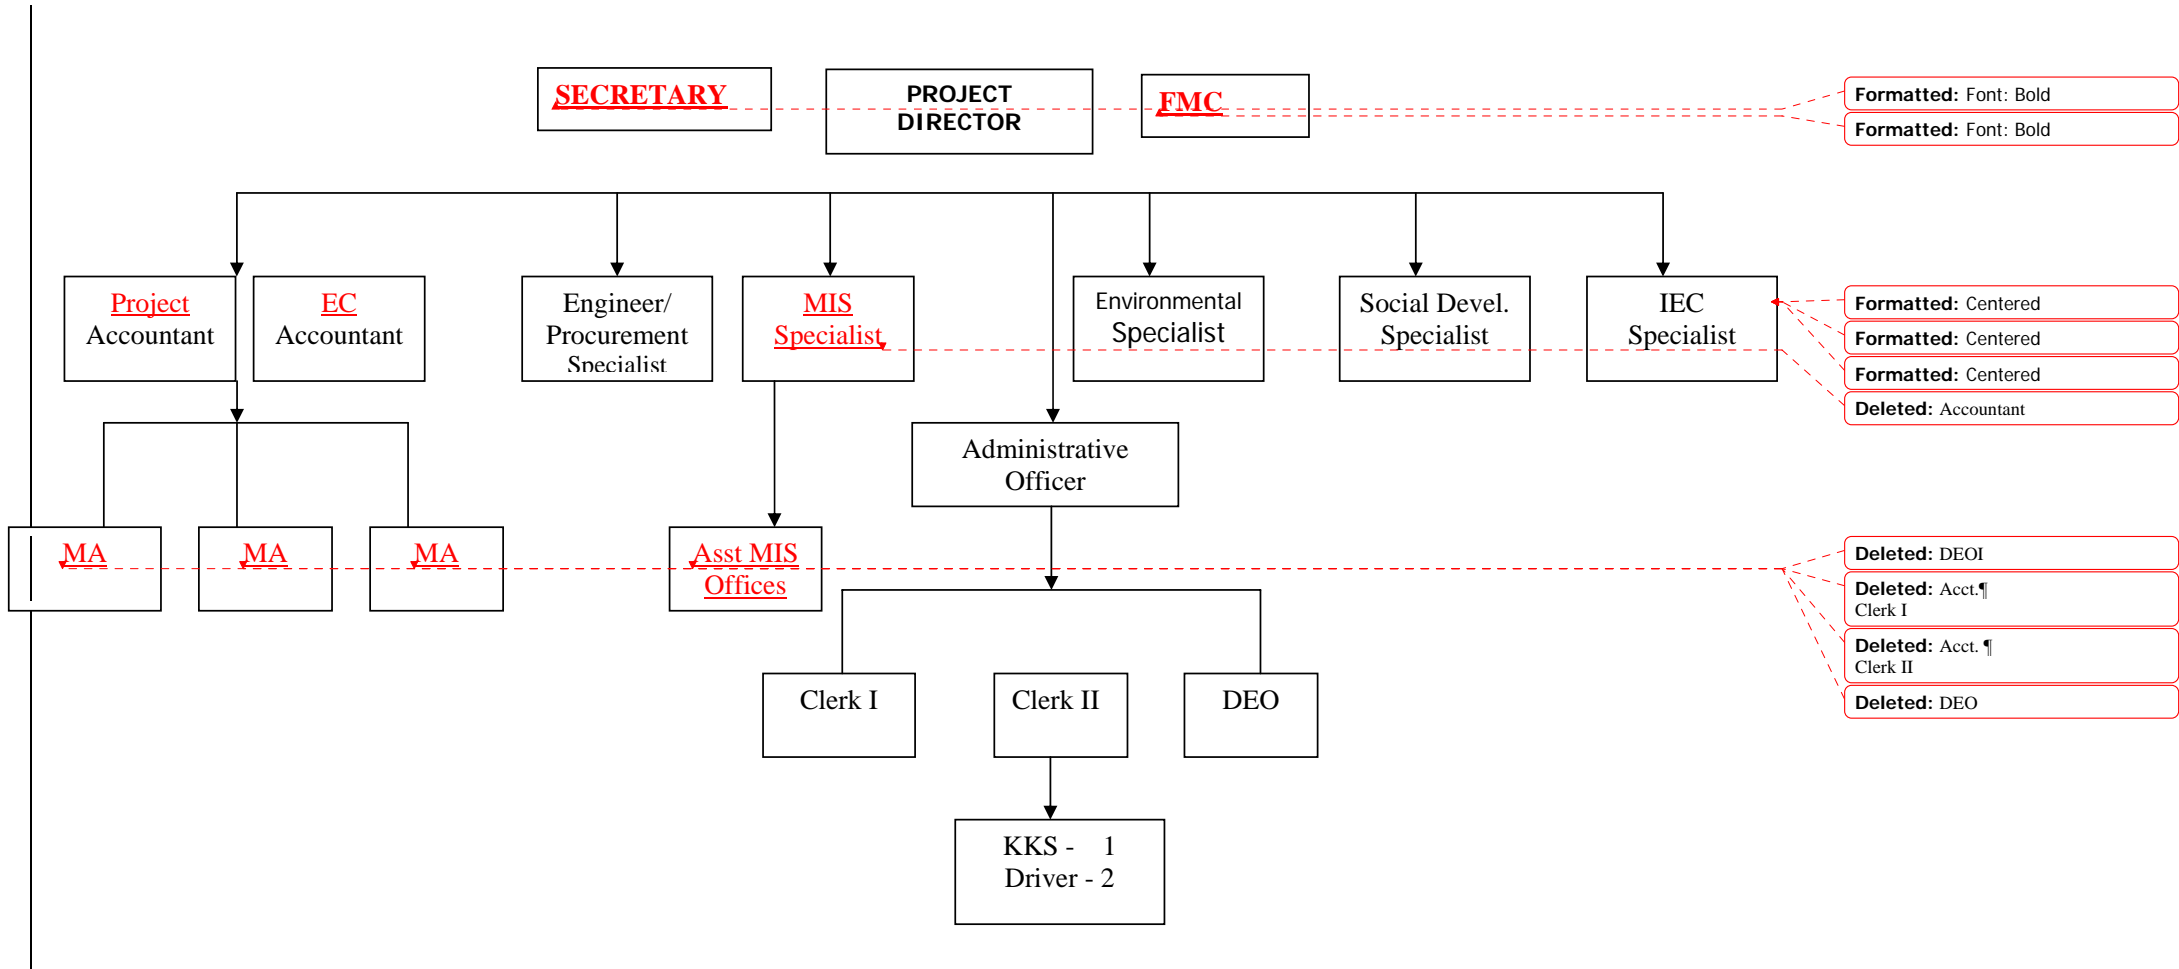 SECRETARY
PROJECT
DIRECTOR
FMC
Formatted: Font: Bold
Formatted: Font: Bold
Project
Accountant
EC
Accountant
Engineer/
Procurement
Specialist
MIS
Specialist
Environmental
Specialist
Social Devel.
Specialist
IEC
Specialist
Formatted: Centered
Formatted: Centered
Formatted: Centered
Deleted: Accountant
Administrative
Officer
MA
MA
MA
Asst MIS
Offices
Deleted: DEOI
Deleted: Acct.¶
Clerk I
Deleted: Acct. ¶
Clerk II
Deleted: DEO
Clerk I
Clerk II
DEO
KKS - 1
Driver - 2